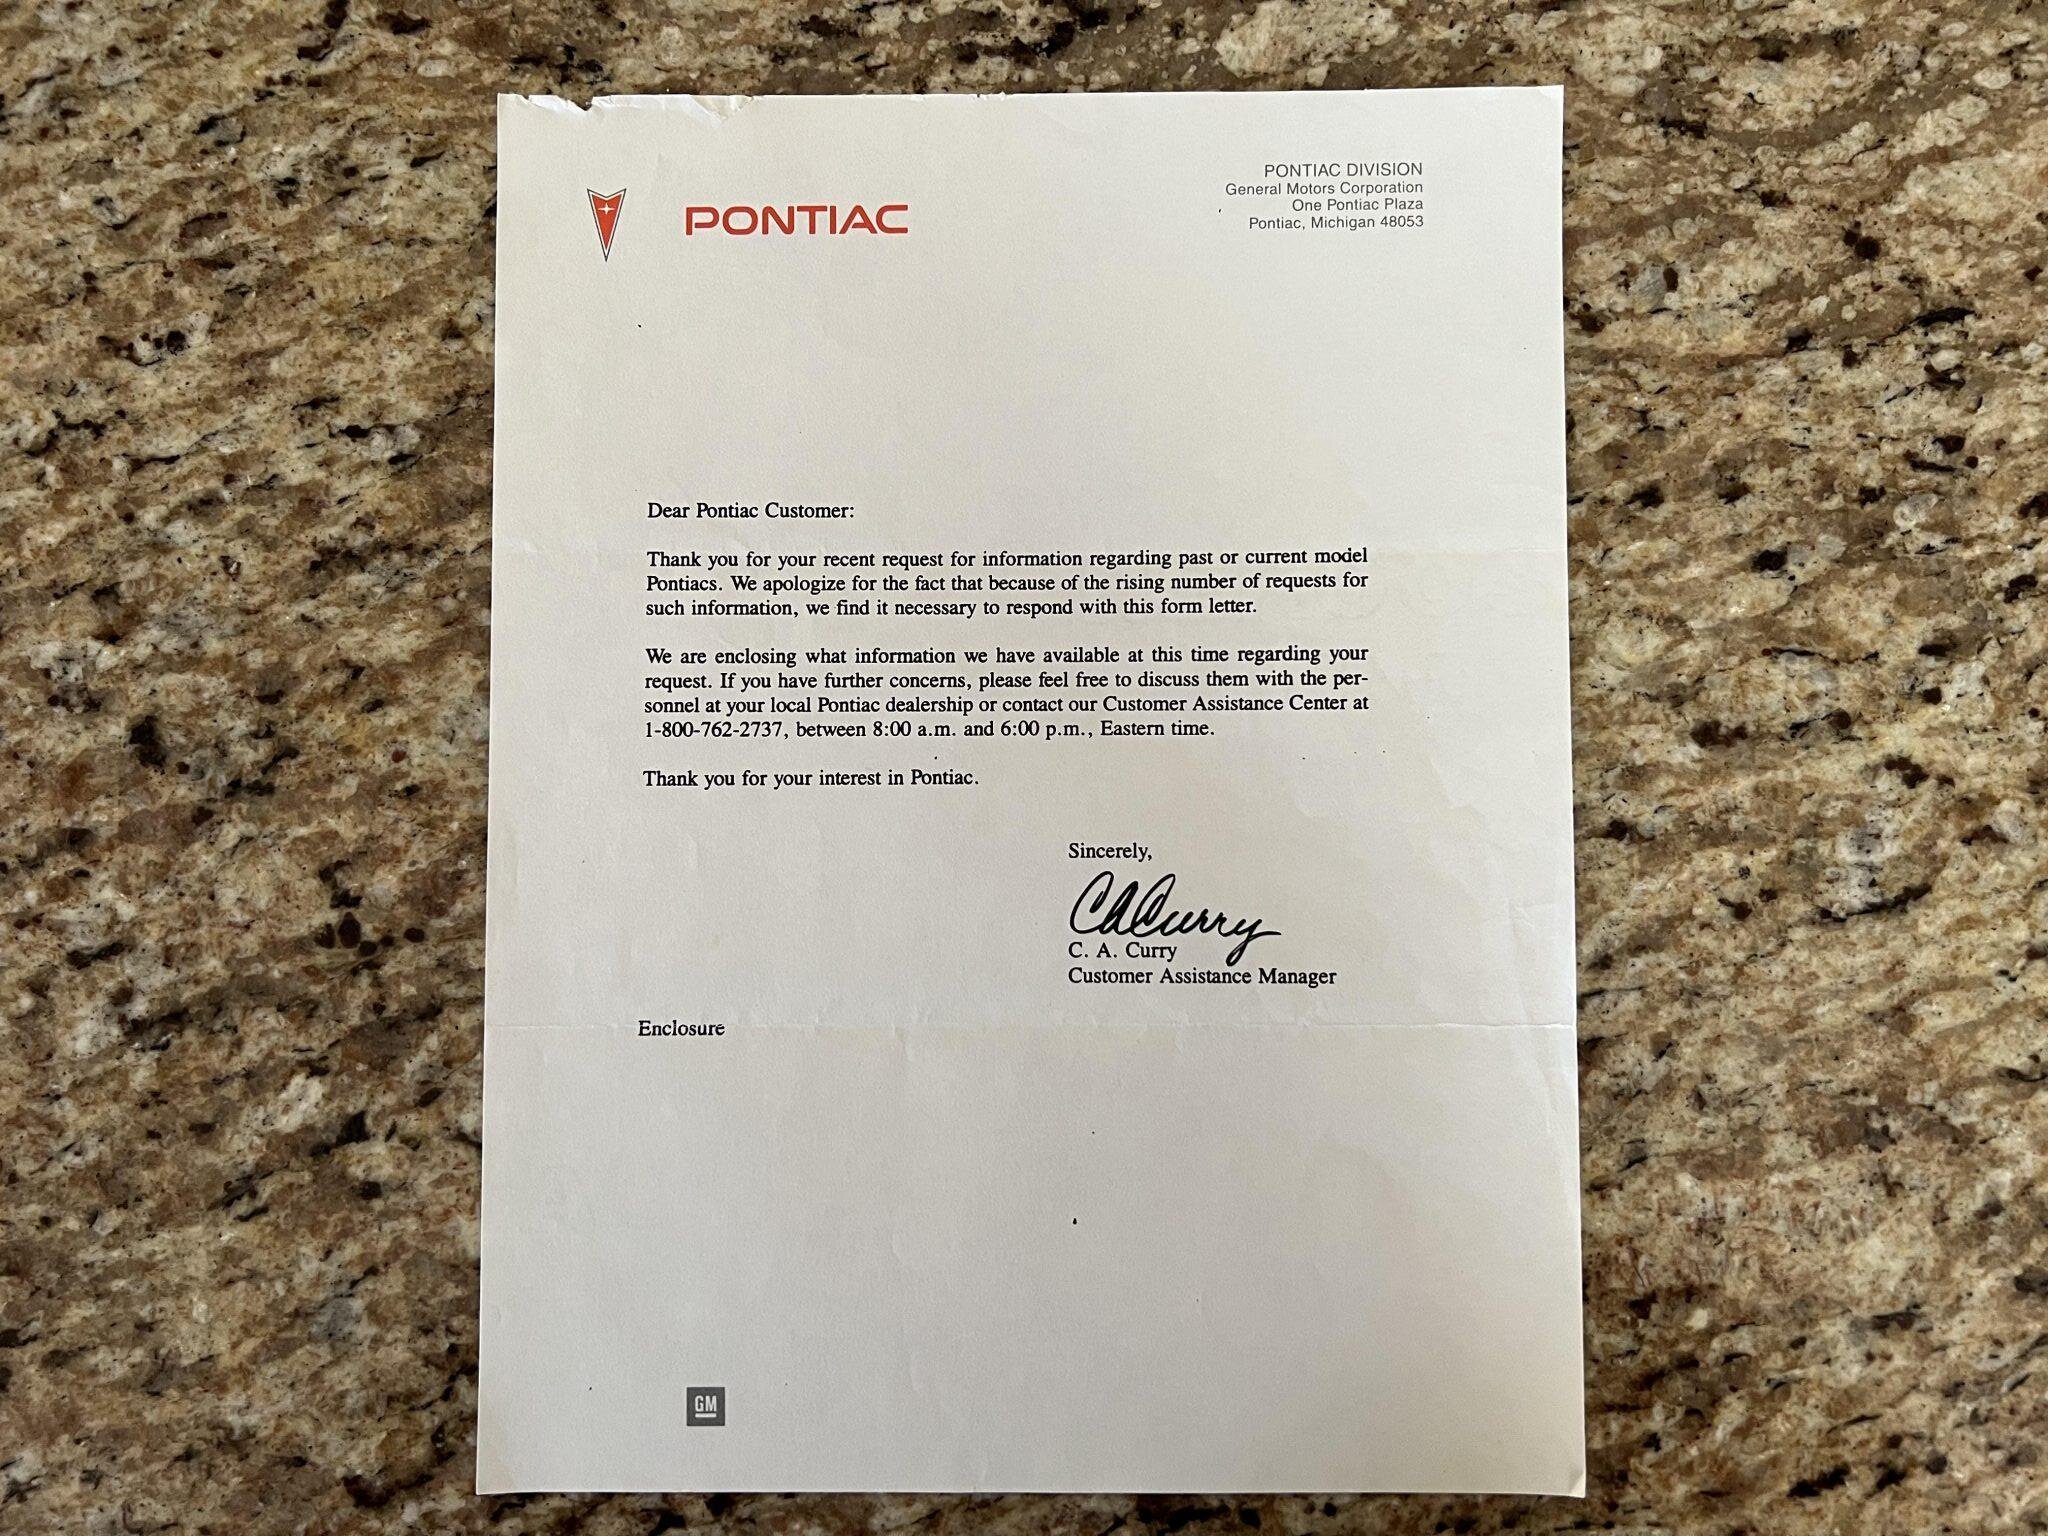 PONTIAC
PONTIAC DIVISION
General Motors Corporation
One Pontiac Plaza
Pontiac, Michigan 48053
Dear Pontiac Customer:
Thank you for your recent request for information regarding past or current model
Pontiacs. We apologize for the fact that because of the rising number of requests for
such information, we find it necessary to respond with this form letter.
We are enclosing what information we have available at this time regarding your
request. If you have further concerns, please feel free to discuss them with the per-
sonnel at your local Pontiac dealership or contact our Customer Assistance Center at
1-800-762-2737, between 8:00 a.m. and 6:00 p.m., Eastern time.
Thank you for your interest in Pontiac.
Sincerely,
CACurry
C. A. Curry
Customer Assistance Manager
Enclosure
GM